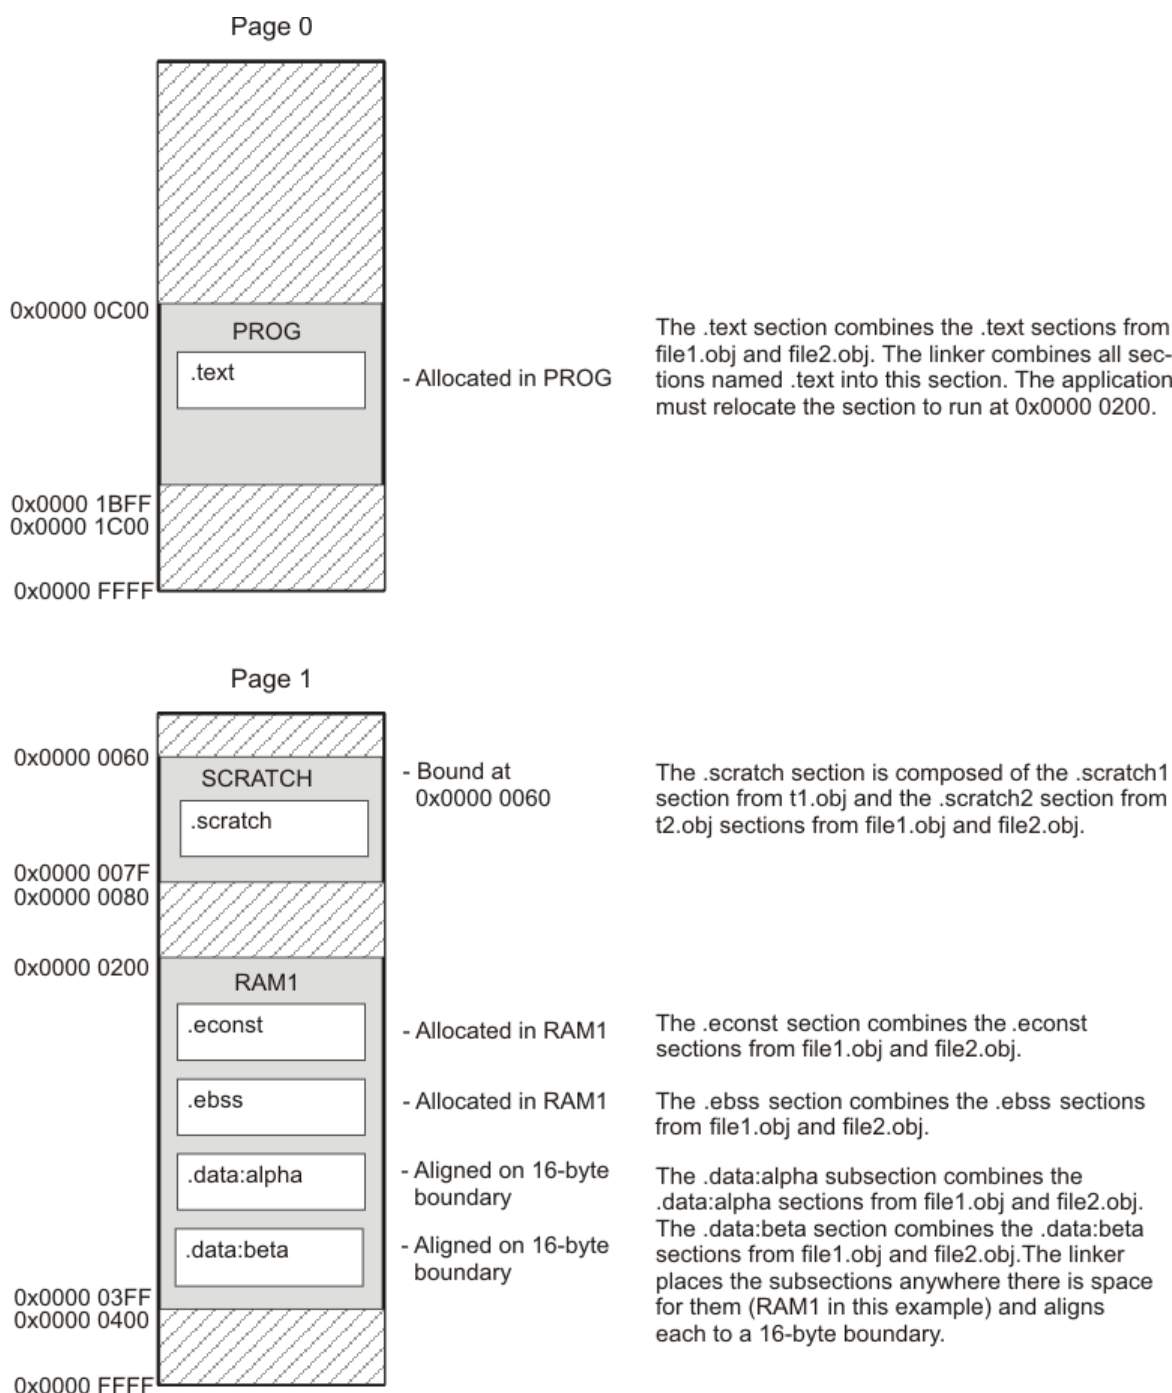 Page 0
0x0000 0C00
PROG
.text
- Allocated in PROG
The .text section combines the .text sections from
file1.obj and file2.obj. The linker combines all sec-
tions named .text into this section. The application
must relocate the section to run at 0x0000 0200.
0x0000 1BFF
0x0000 1C00
0x0000 FFFF
Page 1
0x0000 0060
SCRATCH
.scratch
- Bound at
0x0000 0060
The .scratch section is composed of the .scratch1
section from t1.obj and the .scratch2 section from
t2.obj sections from file1.obj and file2.obj.
0x0000 007F
0x0000 0080
0x0000 0200
RAM1
.econst
- Allocated in RAM1
The .econst section combines the .econst
sections from file1.obj and file2.obj.
.ebss
- Allocated in RAM1
The .ebss section combines the .ebss sections
from file1.obj and file2.obj.
.data:alpha
- Aligned on 16-byte
boundary
The .data:alpha subsection combines the
.data:alpha sections from file1.obj and file2.obj.
The .data:beta section combines the .data:beta
sections from file1.obj and file2.obj.The linker
places the subsections anywhere there is space
for them (RAM1 in this example) and aligns
each to a 16-byte boundary.
.data:beta
- Aligned on 16-byte
boundary
0x0000 03FF
0x0000 0400
0x0000 FFFF